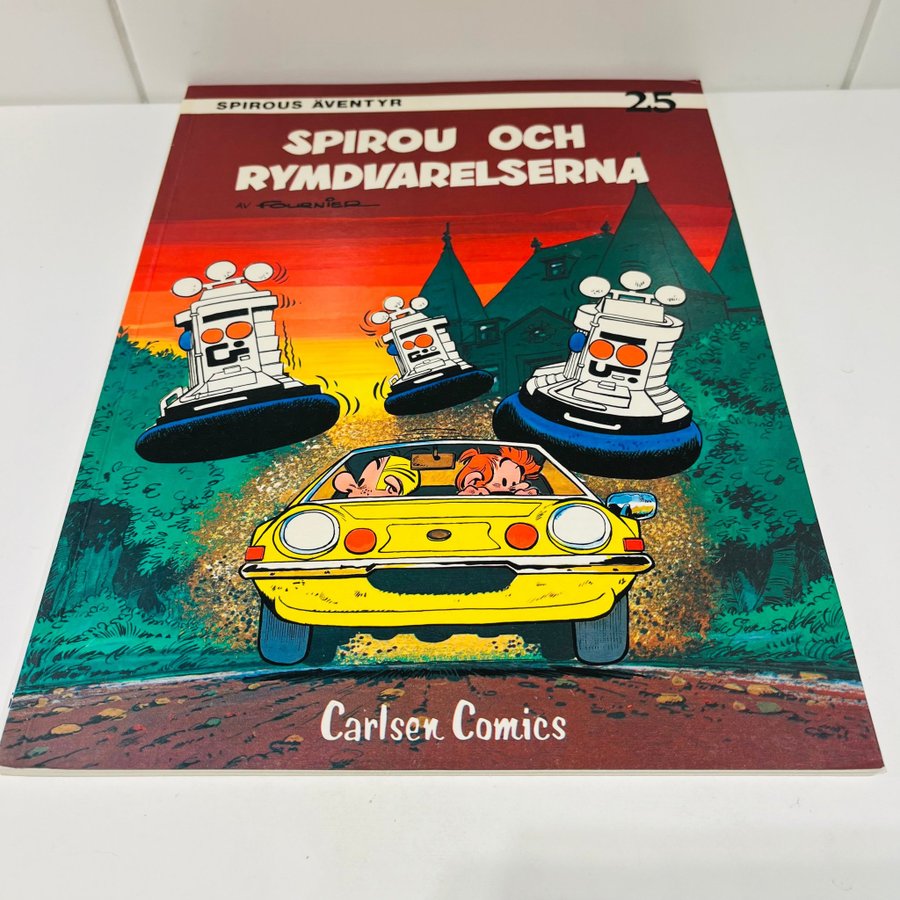 SPIROUS ÄVENTYR 25
SPIROU OCH
RYMDVARELSERNA
AV FOURNIER
Carlsen Comics